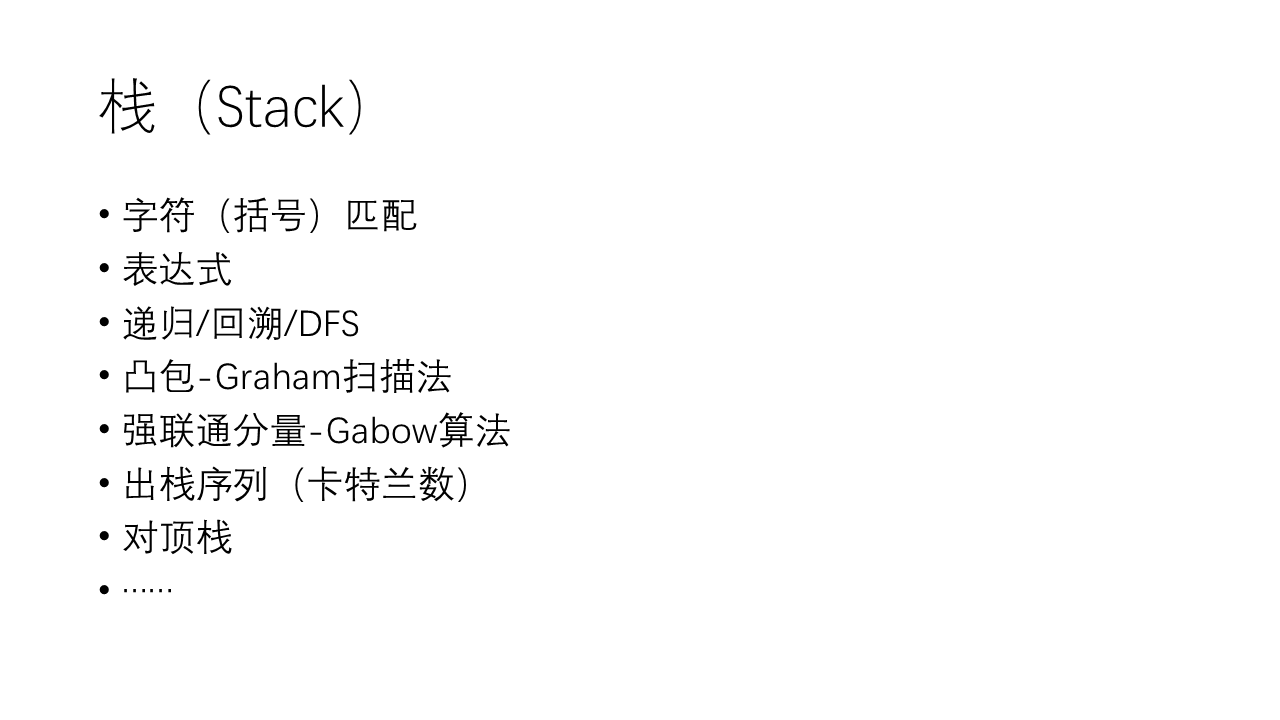 栈（Stack）
• 字符（括号）匹配
• 表达式
• 递归/回溯/DFS
• 凸包-Graham扫描法
• 强联通分量-Gabow算法
• 出栈序列（卡特兰数）
• 对顶栈
• ……